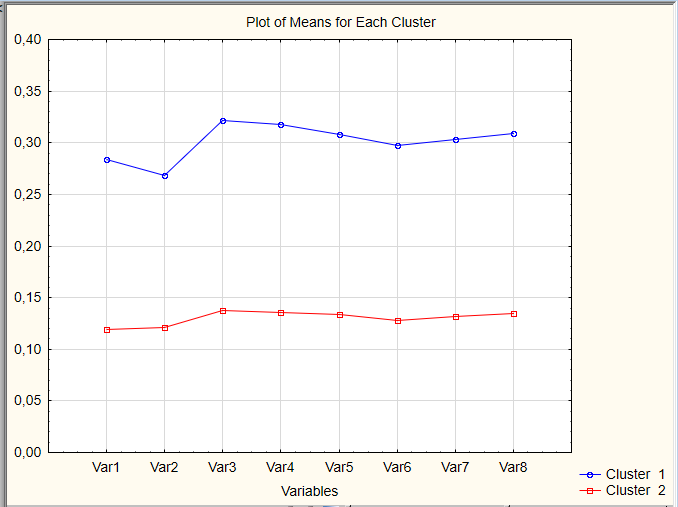 Plot of Means for Each Cluster
0,40
0,35
0,30
0,25
0,20
0,15
0,10
0,05
0,00
Var1 Var2 Var3 Var4 Var5 Var6 Var7 Var8
Variables
Cluster 1
Cluster 2